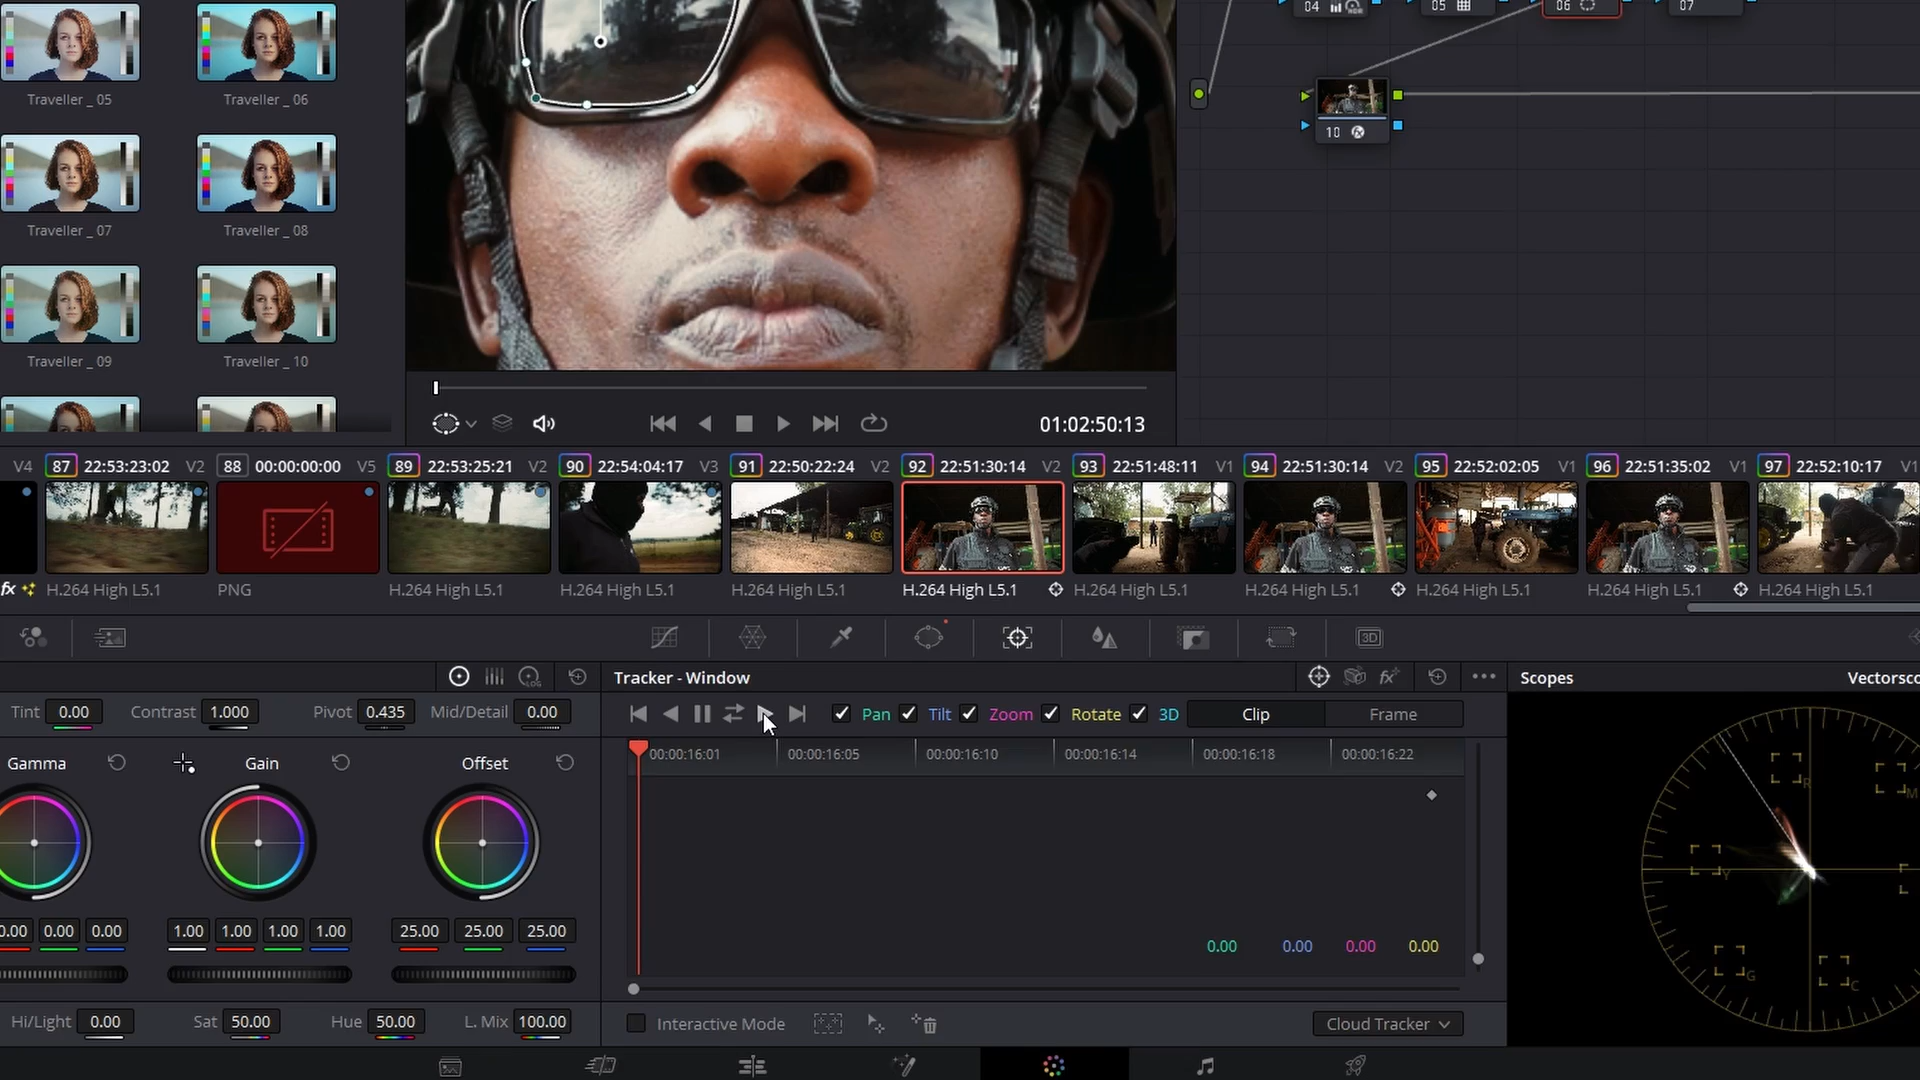 Traveller _ 05
Traveller _ 06
Traveller _ 07
Traveller _ 08
Traveller _ 09
Traveller _ 10
04
05
06
07
10
01:02:50:13
V4
87 22:53:23:02 V2
88 00:00:00:00 V5
89 22:53:25:21 V2
90 22:54:04:17 V3
91 22:50:22:24 V2
92 22:51:30:14 V2
93 22:51:48:11 V1
94 22:51:30:14 V2
95 22:52:02:05 V1
96 22:51:35:02 V1
97 22:52:10:17 V1
fx
H.264 High L5.1
PNG
H.264 High L5.1
H.264 High L5.1
H.264 High L5.1
H.264 High L5.1
H.264 High L5.1
H.264 High L5.1
H.264 High L5.1
H.264 High L5.1
H.264 High L5.1
3D
LOG
Tracker - Window
fx
Scopes
Vectorsco
Tint 0.00 Contrast 1.000 Pivot 0.435 Mid/Detail 0.00
Pan Tilt Zoom Rotate 3D Clip Frame
00:00:16:01 00:00:16:05 00:00:16:10 00:00:16:14 00:00:16:18 00:00:16:22
Gamma Gain Offset
R
M
Y
G
C
0.00 0.00 0.00
1.00 1.00 1.00 1.00
25.00 25.00 25.00
0.00 0.00 0.00 0.00
Hi/Light 0.00 Sat 50.00 Hue 50.00 L. Mix 100.00
Interactive Mode
Cloud Tracker